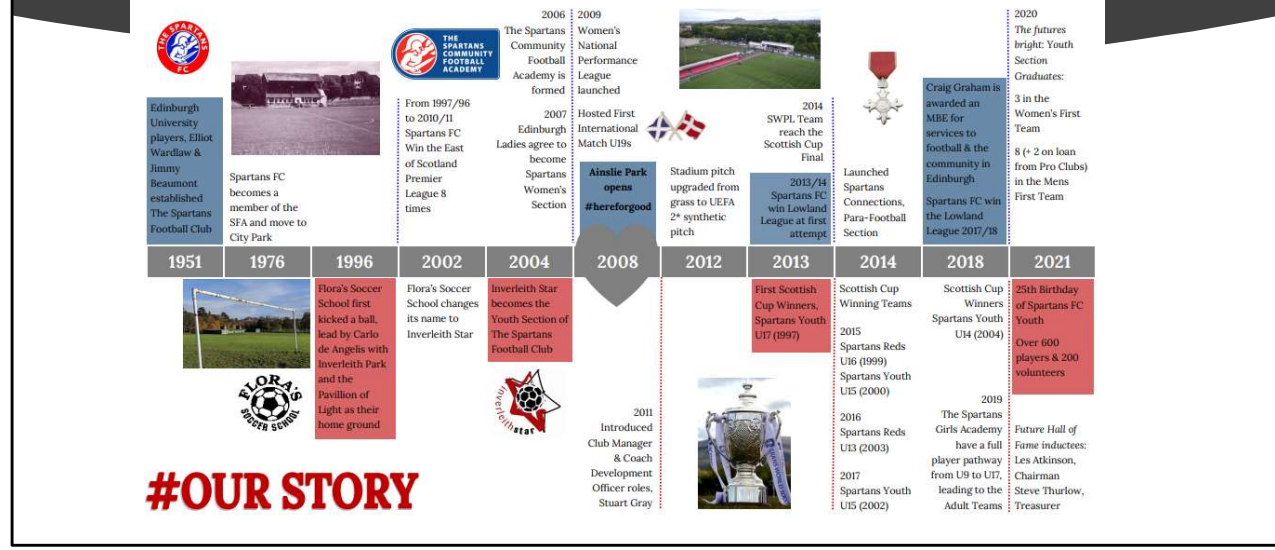 THE SPARTANS
FC
Edinburgh
University
players, Elliot
Wardlaw &
Jimmy
Beaumont
established
The Spartans
Football Club
Spartans FC
becomes a
member of the
SFA and move to
City Park
THE
SPARTANS
COMMUNITY
FOOTBALL
ACADEMY
From 1997/96
to 2010/11
Spartans FC
Win the East
of Scotland
Premier
League 8
times
2006
The Spartans
Community
Football
Academy is
formed
2007
Edinburgh
Ladies agree to
become
Spartans
Women's
Section
2009
Women's
National
Performance
League
launched
Hosted First
International
Match U19s
Ainslie Park
opens
#hereforgood
Stadium pitch
upgraded from
grass to UEFA
2* synthetic
pitch
2014
SWPL Team
reach the
Scottish Cup
Final
2013/14
Spartans FC
win Lowland
League at first
attempt
Launched
Spartans
Connections,
Para-Football
Section
Craig Graham is
awarded an
MBE for
services to
football & the
community in
Edinburgh
Spartans FC win
the Lowland
League 2017/18
2020
The futures
bright: Youth
Section
Graduates:
3 in the
Women's First
Team
8 (+ 2 on loan
from Pro Clubs)
in the Mens
First Team
1951 1976 1996 2002 2004 2008 2012 2013 2014 2018 2021
FLORA'S
SOCCER SCHOOL
Flora's Soccer
School first
kicked a ball,
lead by Carlo
de Angelis with
Inverleith Park
and the
Pavillion of
Light as their
home ground
Flora's Soccer
School changes
its name to
Inverleith Star
Inverleith Star
becomes the
Youth Section of
The Spartans
Football Club
inverleith star
2011
Introduced
Club Manager
& Coach
Development
Officer roles,
Stuart Gray
First Scottish
Cup Winners,
Spartans Youth
U17 (1997)
Scottish Cup
Winning Teams
2015
Spartans Reds
U16 (1999)
Spartans Youth
U15 (2000)
2016
Spartans Reds
U13 (2003)
2017
Spartans Youth
U15 (2002)
Scottish Cup
Winners
Spartans Youth
U14 (2004)
2019
The Spartans
Girls Academy
have a full
player pathway
from U9 to U17,
leading to the
Adult Teams
25th Birthday
of Spartans FC
Youth
Over 600
players & 200
volunteers
Future Hall of
Fame inductees:
Les Atkinson,
Chairman
Steve Thurlow,
Treasurer
#OUR STORY